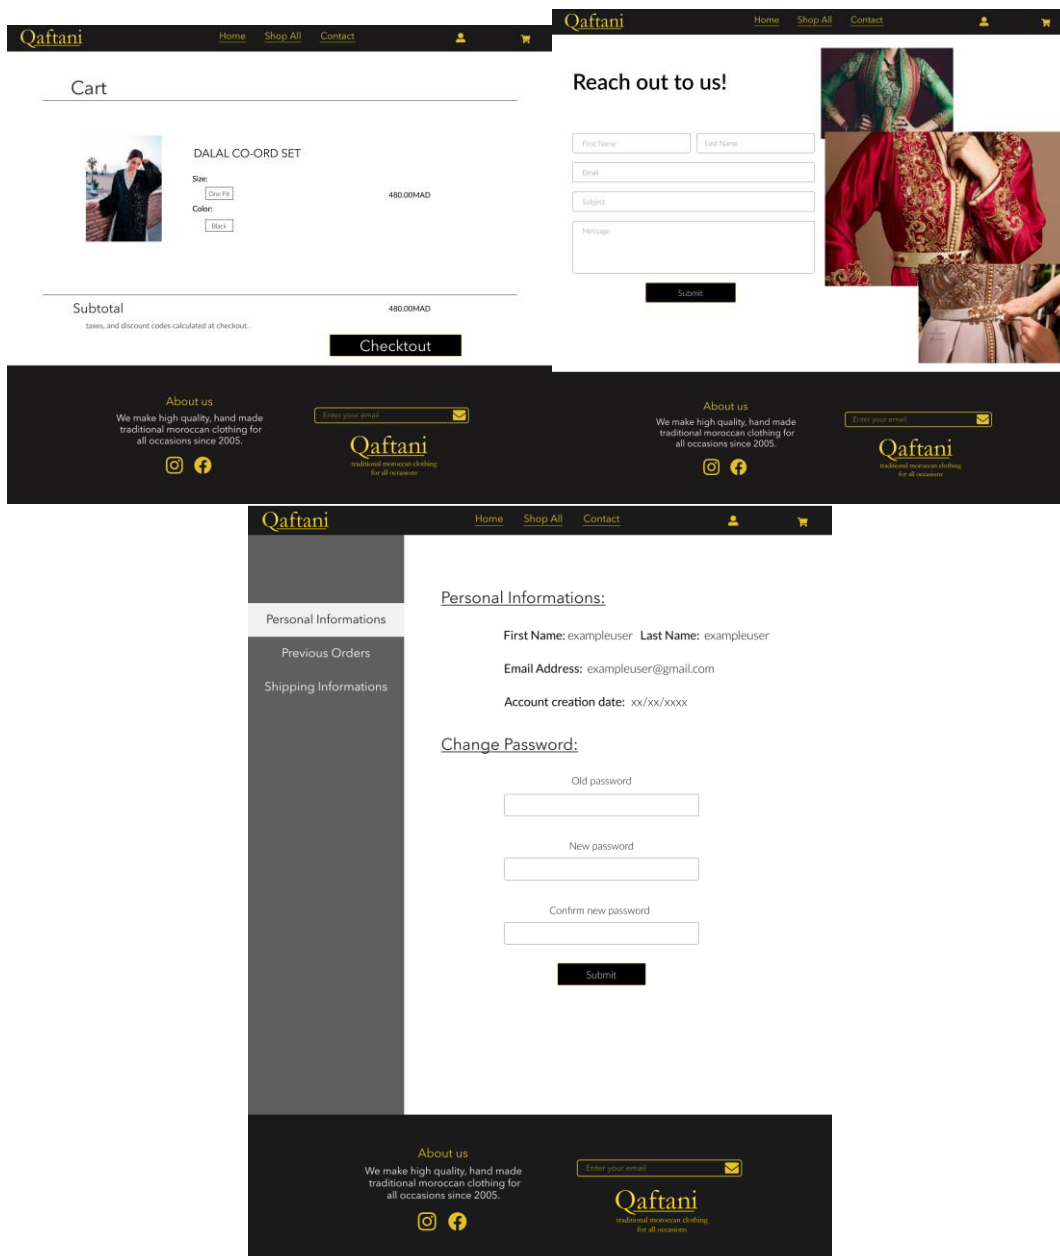 Qaftani
Home Shop All Contact
Cart
DALAL CO-ORD SET
Size:
One Fit
480.00MAD
Color:
Black
Subtotal
480.00MAD
taxes, and discount codes calculated at checkout.
Checktout
About us
We make high quality, hand made
traditional moroccan clothing for
all occasions since 2005.
Enter your email
Qaftani
traditional moroccan clothing
for all occasions
Qaftani
Home Shop All Contact
Reach out to us!
First Name
Last Name
Email
Subject
Message
Submit
About us
We make high quality, hand made
traditional moroccan clothing for
all occasions since 2005.
Enter your email
Qaftani
traditional moroccan clothing
for all occasions
Qaftani
Home Shop All Contact
Personal Informations
Previous Orders
Shipping Informations
Personal Informations:
First Name: exampleuser Last Name: exampleuser
Email Address: exampleuser@gmail.com
Account creation date: xx/xx/xxxx
Change Password:
Old password
New password
Confirm new password
Submit
About us
We make high quality, hand made
traditional moroccan clothing for
all occasions since 2005.
Enter your email
Qaftani
traditional moroccan clothing
for all occasions